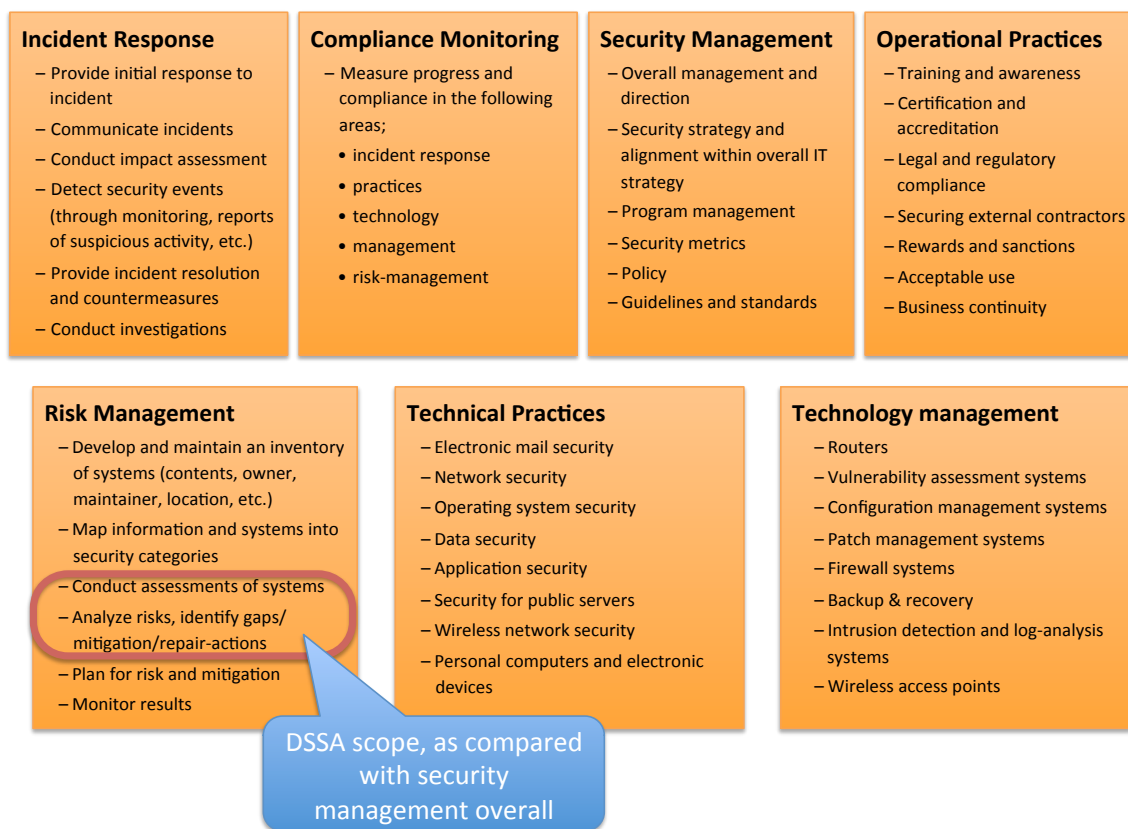 Incident Response
– Provide initial response to
incident
– Communicate incidents
– Conduct impact assessment
– Detect security events
(through monitoring, reports
of suspicious activity, etc.)
– Provide incident resolution
and countermeasures
– Conduct investigations
Compliance Monitoring
– Measure progress and
compliance in the following
areas;
• incident response
• practices
• technology
• management
• risk-management
Security Management
– Overall management and
direction
– Security strategy and
alignment within overall IT
strategy
– Program management
– Security metrics
– Policy
– Guidelines and standards
Operational Practices
– Training and awareness
– Certification and
accreditation
– Legal and regulatory
compliance
– Securing external contractors
– Rewards and sanctions
– Acceptable use
– Business continuity
Risk Management
– Develop and maintain an inventory
of systems (contents, owner,
maintainer, location, etc.)
– Map information and systems into
security categories
– Conduct assessments of systems
– Analyze risks, identify gaps/
mitigation/repair-actions
– Plan for risk and mitigation
– Monitor results
Technical Practices
– Electronic mail security
– Network security
– Operating system security
– Data security
– Application security
– Security for public servers
– Wireless network security
– Personal computers and electronic
devices
Technology management
– Routers
– Vulnerability assessment systems
– Configuration management systems
– Patch management systems
– Firewall systems
– Backup & recovery
– Intrusion detection and log-analysis
systems
– Wireless access points
DSSA scope, as compared
with security
management overall